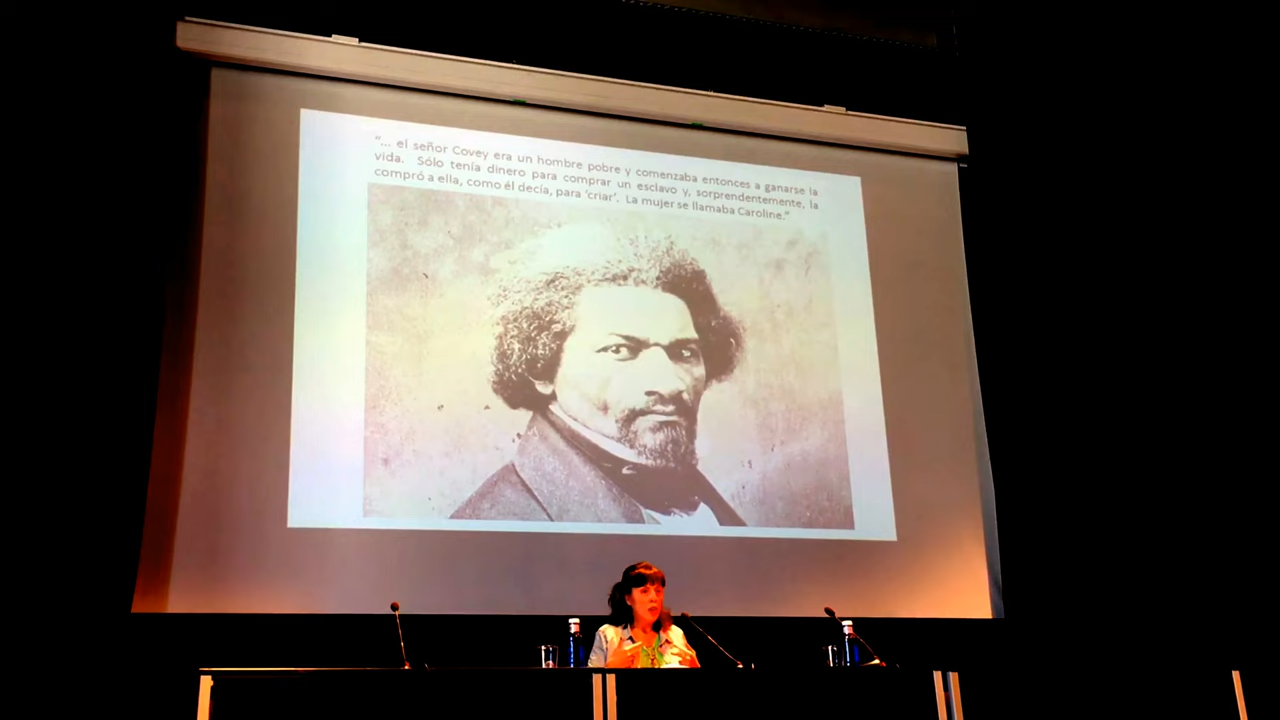 “... el señor Covey era un hombre pobre y comenzaba entonces a ganarse la
vida. Sólo tenía dinero para comprar un esclavo y, sorprendentemente, la
compró a ella, como él decía, para ‘criar’. La mujer se llamaba Caroline.”